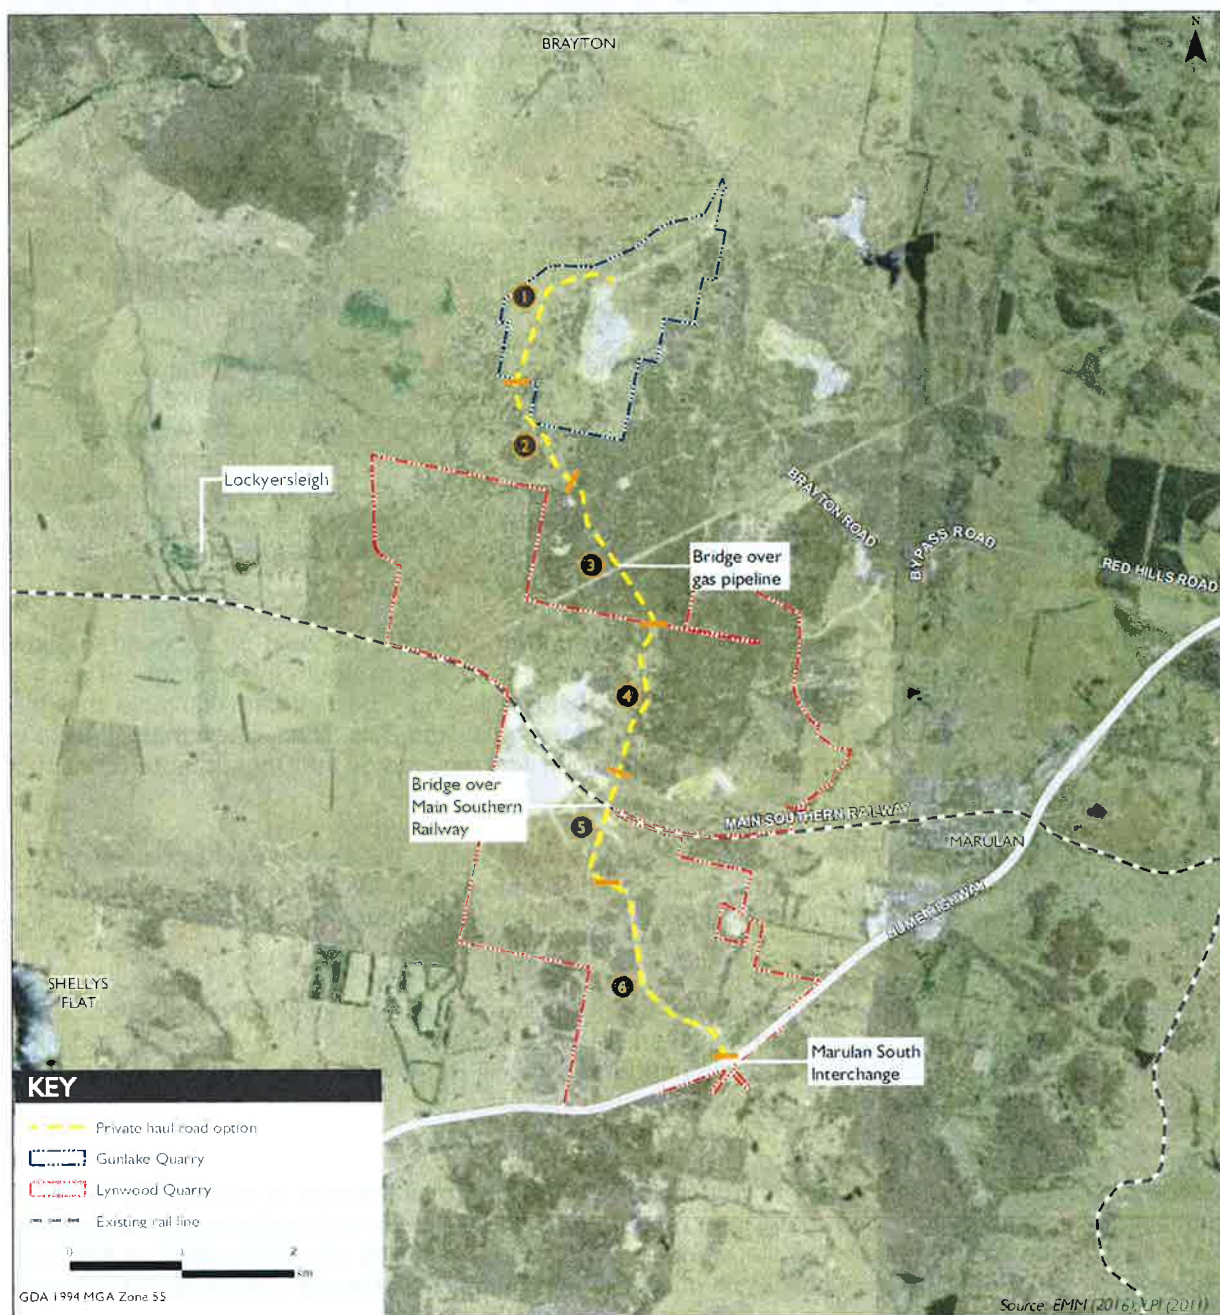 N
BRAYTON
1
2
Lockyersleigh
BRAYTON ROAD
BYPASS ROAD
3
Bridge over
gas pipeline
RED HILLS ROAD
4
Bridge over
Main Southern
Railway
5
MAIN SOUTHERN RAILWAY
MARULAN
HUME HIGHWAY
SHELLYS
FLAT
6
Marulan South
Interchange
KEY
Private haul road option
Gunlake Quarry
Lynwood Quarry
Existing rail line
0 1 2
km
GDA 1994 MGA Zone 55
Source: EMM (2016); LPI (2011)